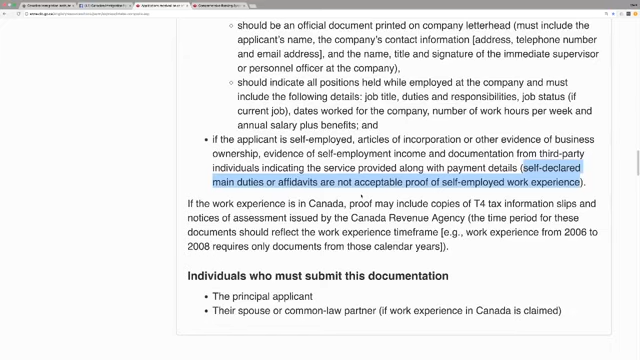 should be an official document printed on company letterhead (must include
the applicant's name, the company's contact information [address, telephone
number and email address], and the name, title and signature of the immediate supervisor
or personnel officer at the company),
should indicate all positions held while employed at the company and must
include the following details: job title, duties and responsibilities, job status (if
current job), dates worked for the company, number of work hours per week and
annual salary plus benefits; and
if the applicant is self-employed, articles of incorporation or other evidence of business
ownership, evidence of self-employment income and documentation from third-party
individuals indicating the service provided along with payment details (self-declared
main duties or affidavits are not acceptable proof of self-employed work experience).
If the work experience is in Canada, proof may include copies of T4 tax information slips and
notices of assessment issued by the Canada Revenue Agency (the time period for these
documents should reflect the work experience timeframe [e.g., work experience from 2006 to
2008 requires only documents from those calendar years]).
Individuals who must submit this documentation
The principal applicant
Their spouse or common-law partner (if work experience in Canada is claimed)